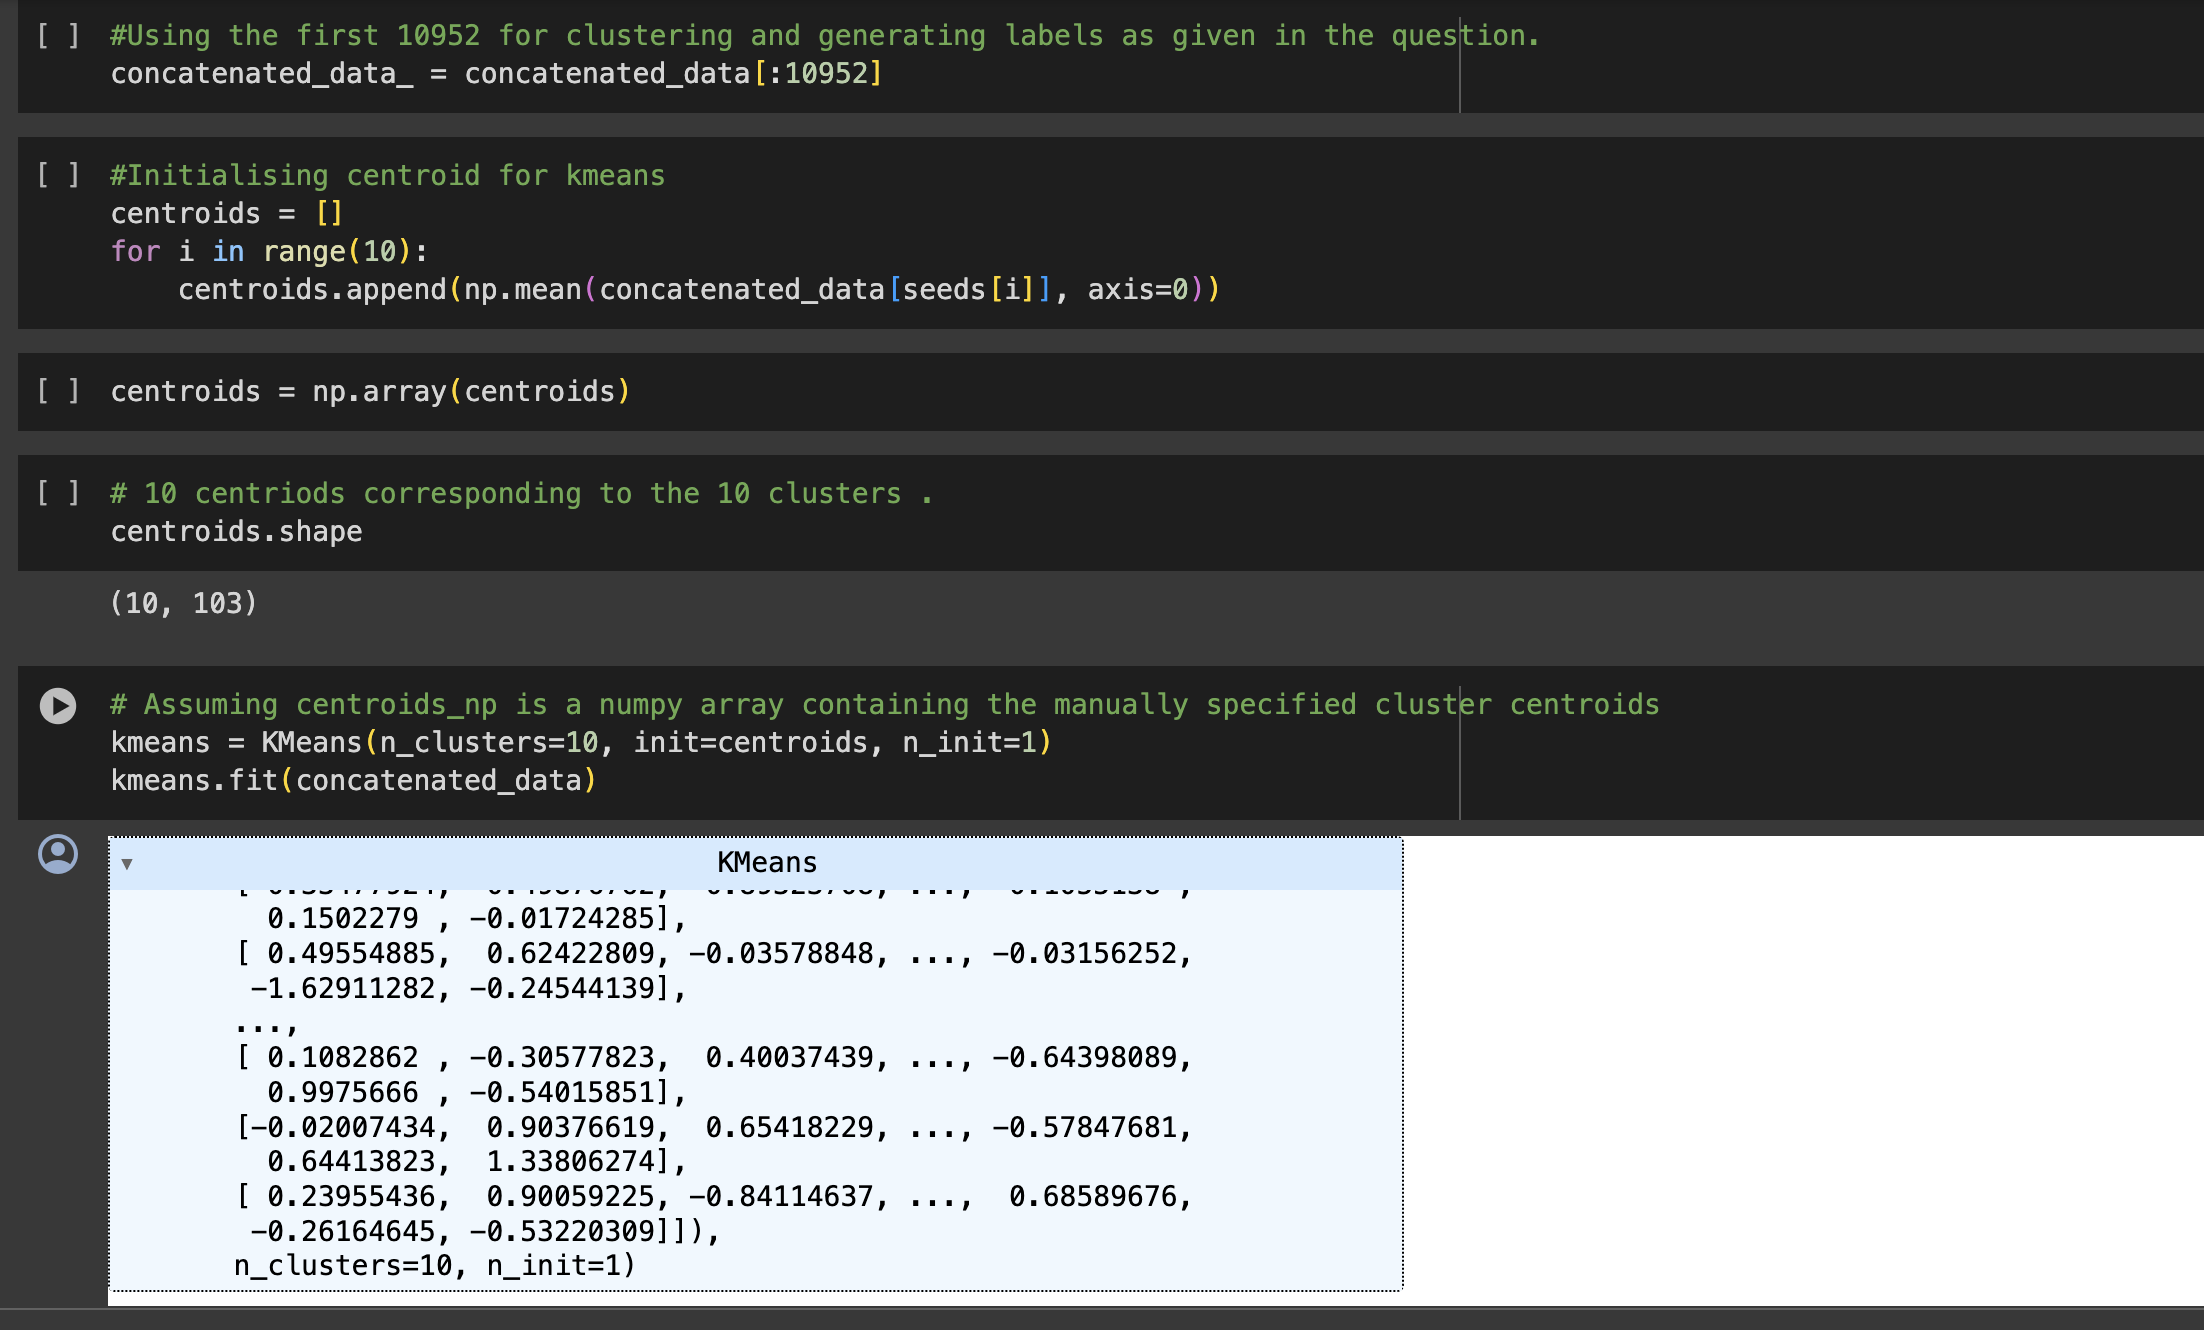 [ ] #Using the first 10952 for clustering and generating labels as given in the question.
concatenated_data_ = concatenated_data[:10952]
[ ] #Initialising centroid for kmeans
centroids = []
for i in range(10):
    centroids.append(np.mean(concatenated_data[seeds[i]], axis=0))
[ ] centroids = np.array(centroids)
[ ] # 10 centriods corresponding to the 10 clusters .
centroids.shape
(10, 103)
# Assuming centroids_np is a numpy array containing the manually specified cluster centroids
kmeans = KMeans(n_clusters=10, init=centroids, n_init=1)
kmeans.fit(concatenated_data)
▼ KMeans
0.1502279 , -0.01724285],
[ 0.49554885,  0.62422809, -0.03578848, ..., -0.03156252,
-1.62911282, -0.24544139],
...,
[ 0.1082862 , -0.30577823,  0.40037439, ..., -0.64398089,
0.9975666 , -0.54015851],
[-0.02007434,  0.90376619,  0.65418229, ..., -0.57847681,
0.64413823,  1.33806274],
[ 0.23955436,  0.90059225, -0.84114637, ...,  0.68589676,
-0.26164645, -0.53220309]]),
n_clusters=10, n_init=1)